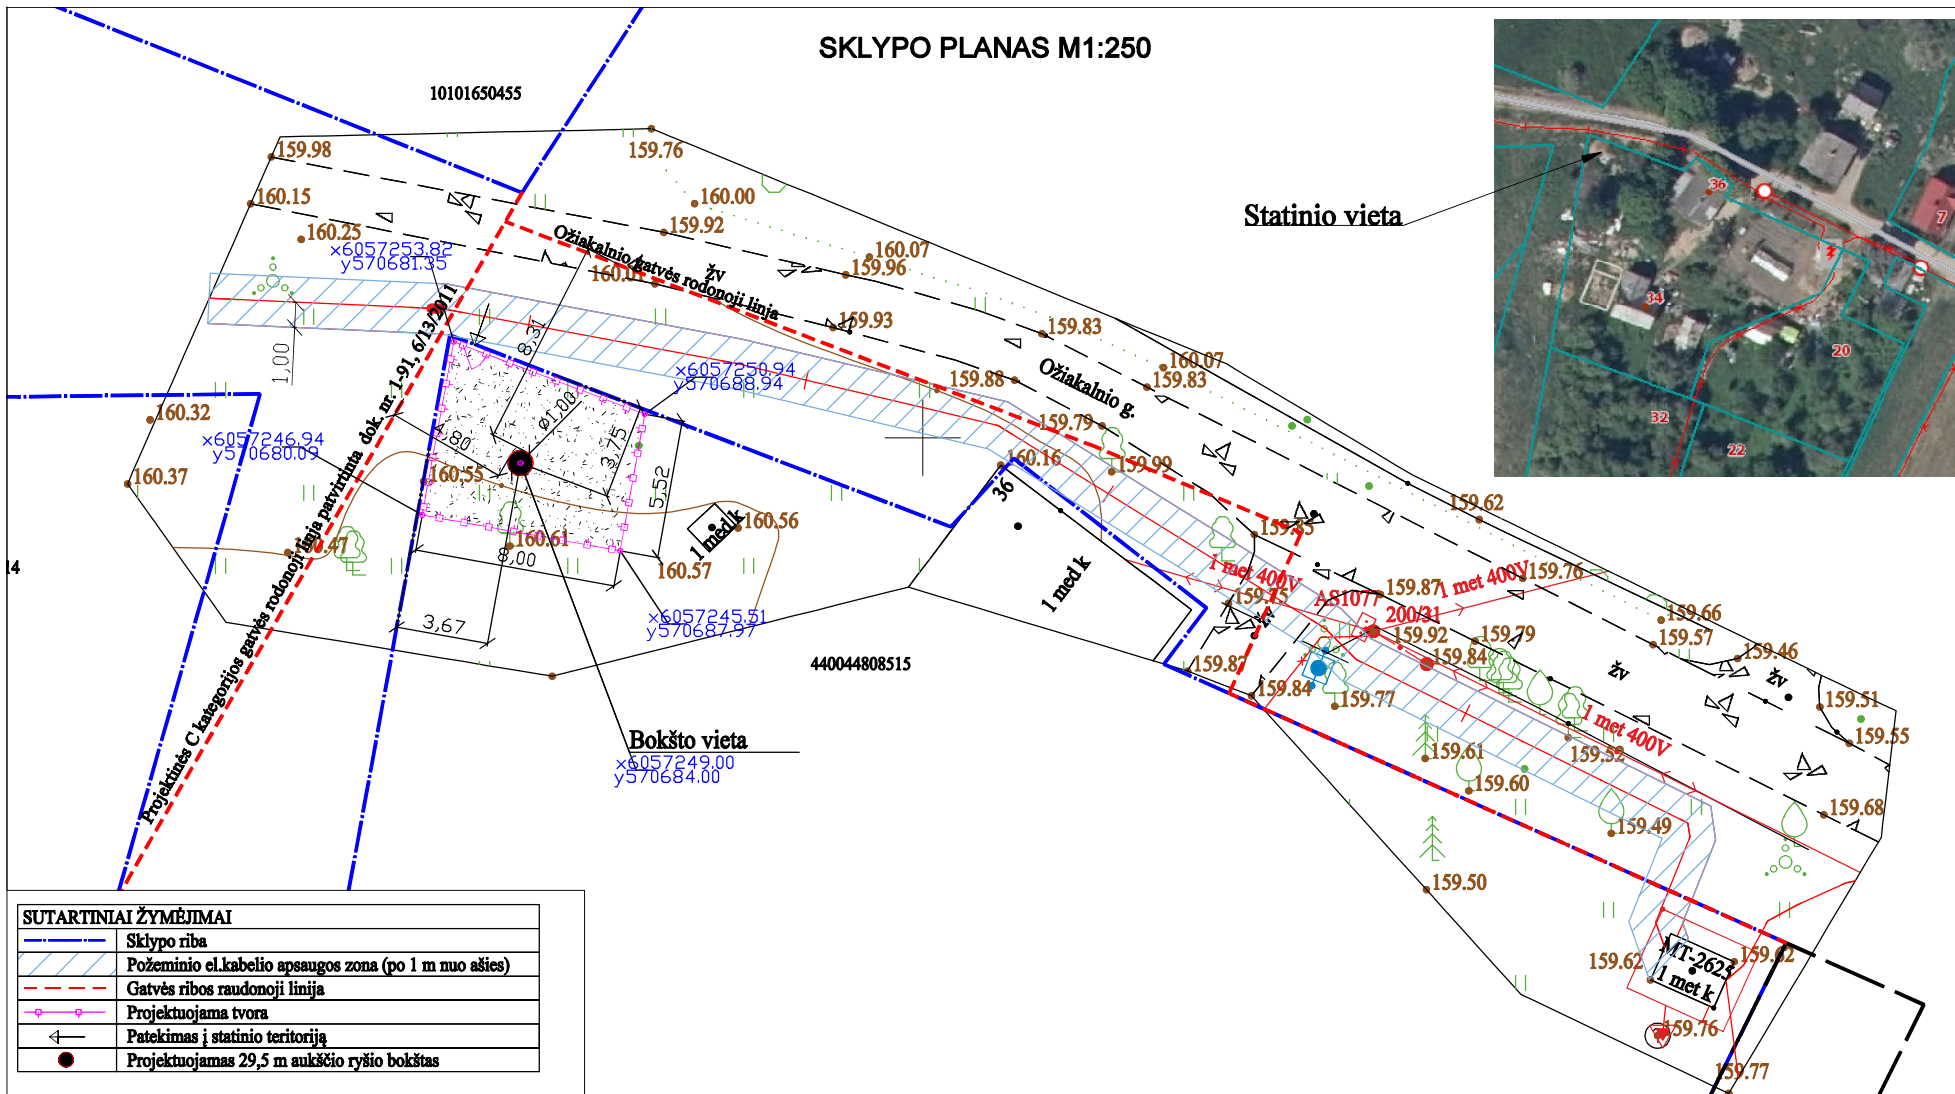 SKLYPO PLANAS M1:250
10101650455
159.98
159.76
160.15
160.00
159.92
160.25
x6057253.82
y570681.35
Ožiakalnio gatvės rodonoji linija
žv
160.07
159.96
Statinio vieta
36
7
34
20
32
22
8,31
159.93
159.83
160.07
159.83
1,00
x6057250.94
y570688.94
159.88
Ožiakalnio g.
160.32
x6057246.94
y570680.09
4,80
ø1,00
3,75
5,52
159.79
159.99
160.16
36
160.37
160.55
159.62
160.56
1 med k
159.85
160.47
160.61
8,00
160.57
14
1 med k
1 met 400V
159.75
žv
AS1077
200/31
159.87
1 met 400V
159.76
159.66
x6057245.51
y570687.97
3,67
159.92
159.84
159.79
159.57
159.46
440044808515
159.87
159.84
159.77
žv
žv
159.51
159.55
1 met 400V
159.52
Projektinės C kategorijos gatvės rodonoji linija patvirtinta dok. nr. 1-91, 6/13/2011
Bokšto vieta
x6057249.00
y570684.00
159.61
159.60
159.49
159.68
159.50
MT-2625
1 met k
159.62
159.62
159.76
159.77
SUTARTINIAI ŽYMĖJIMAI
Sklypo riba
Požeminio el.kabelio apsaugos zona (po 1 m nuo ašies)
Gatvės ribos raudonoji linija
Projektuojama tvora
Patekimas į statinio teritoriją
Projektuojamas 29,5 m aukščio ryšio bokštas